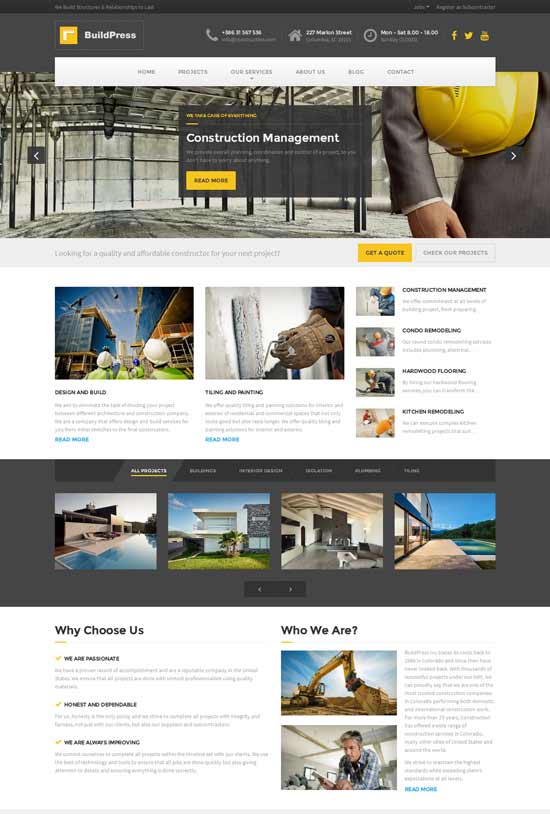 We Build Structures & Relationships to Last
Jobs
Register as Subcontractor
BuildPress
+386 31 567 536
info@construction.com
227 Marion Street
Columbia, SC 29201
Mon - Sat 8.00 - 18.00
Sunday CLOSED
HOME
PROJECTS
OUR SERVICES
ABOUT US
BLOG
CONTACT
WE TAKE CARE OF EVERYTHING
Construction Management
We provide overall planning, coordination and control of a project, so you
don't have to worry about anything.
READ MORE
Looking for a quality and affordable constructor for your next project?
GET A QUOTE
CHECK OUR PROJECTS
DESIGN AND BUILD
We aim to eliminate the task of dividing your project
between different architecture and construction company.
We are a company that offers design and build services for
you from initial sketches to the final construction.
READ MORE
TILING AND PAINTING
We offer quality tiling and painting solutions for interior and
exterior of residential and commercial spaces that not only
looks good but also lasts longer. We offer quality tiling and
painting solutions for interior and exterior.
READ MORE
CONSTRUCTION MANAGEMENT
We offer commitment at all levels of
building project, from preparing
CONDO REMODELING
Our round condo remodeling service
includes plumbing, electrical...
HARDWOOD FLOORING
By hiring our hardwood flooring
services, you can transform the...
KITCHEN REMODELING
We can execute complex kitchen
remodelling projects that suit...
ALL PROJECTS
BUILDINGS
INTERIOR DESIGN
ISOLATION
PLUMBING
TILING
Why Choose Us
WE ARE PASSIONATE
We have a proven record of accomplishment and are a reputable company in the United
States. We ensure that all projects are done with utmost professionalism using quality
materials
HONEST AND DEPENDABLE
For us, honesty is the only policy and we strive to complete all projects with integrity and
fairness, not just with our clients, but also our suppliers and subcontractors.
WE ARE ALWAYS IMPROVING
We commit ourselves to complete all projects within the timeline set with our clients. We use
the best of technology and tools to ensure that all jobs are done quickly but also giving
attention to details and ensuring everything is done correctly.
Who We Are?
BuildPress Inc traces its roots back to
1989 in Colorado and since then have
never looked back. With thousands of
successful projects under our belt, we
can proudly say that we are one of the
most trusted construction companies
in Colorado performing both domestic
and international construction work.
For more than 25 years, Construction
has offered a wide range of
construction services in Colorado,
many other cities of United States and
around the world.
We strive to maintain the highest
standards while exceeding client's
expectations at all levels.
READ MORE